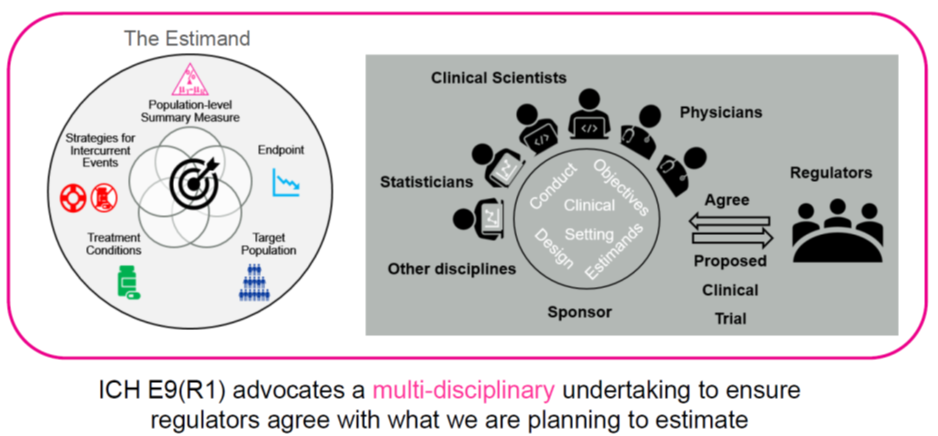 The Estimand
Population-level
Summary Measure
Strategies for
Intercurrent
Events
Endpoint
Treatment
Conditions
Target
Population
Clinical Scientists
Physicians
Statisticians
Other disciplines
Conduct
Objectives
Clinical
Setting
Design
Estimands
Sponsor
Regulators
Agree
Proposed
Clinical
Trial
ICH E9(R1) advocates a multi-disciplinary undertaking to ensure
regulators agree with what we are planning to estimate